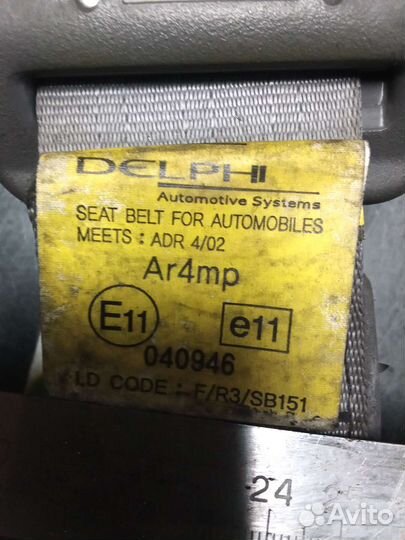 DELPHI
Automotive Systems
SEAT BELT FOR AUTOMOBILES
MEETS : ADR 4/02
Ar4mp
E11 e11
040946
LD CODE : F/R3/SB151
24
Avito